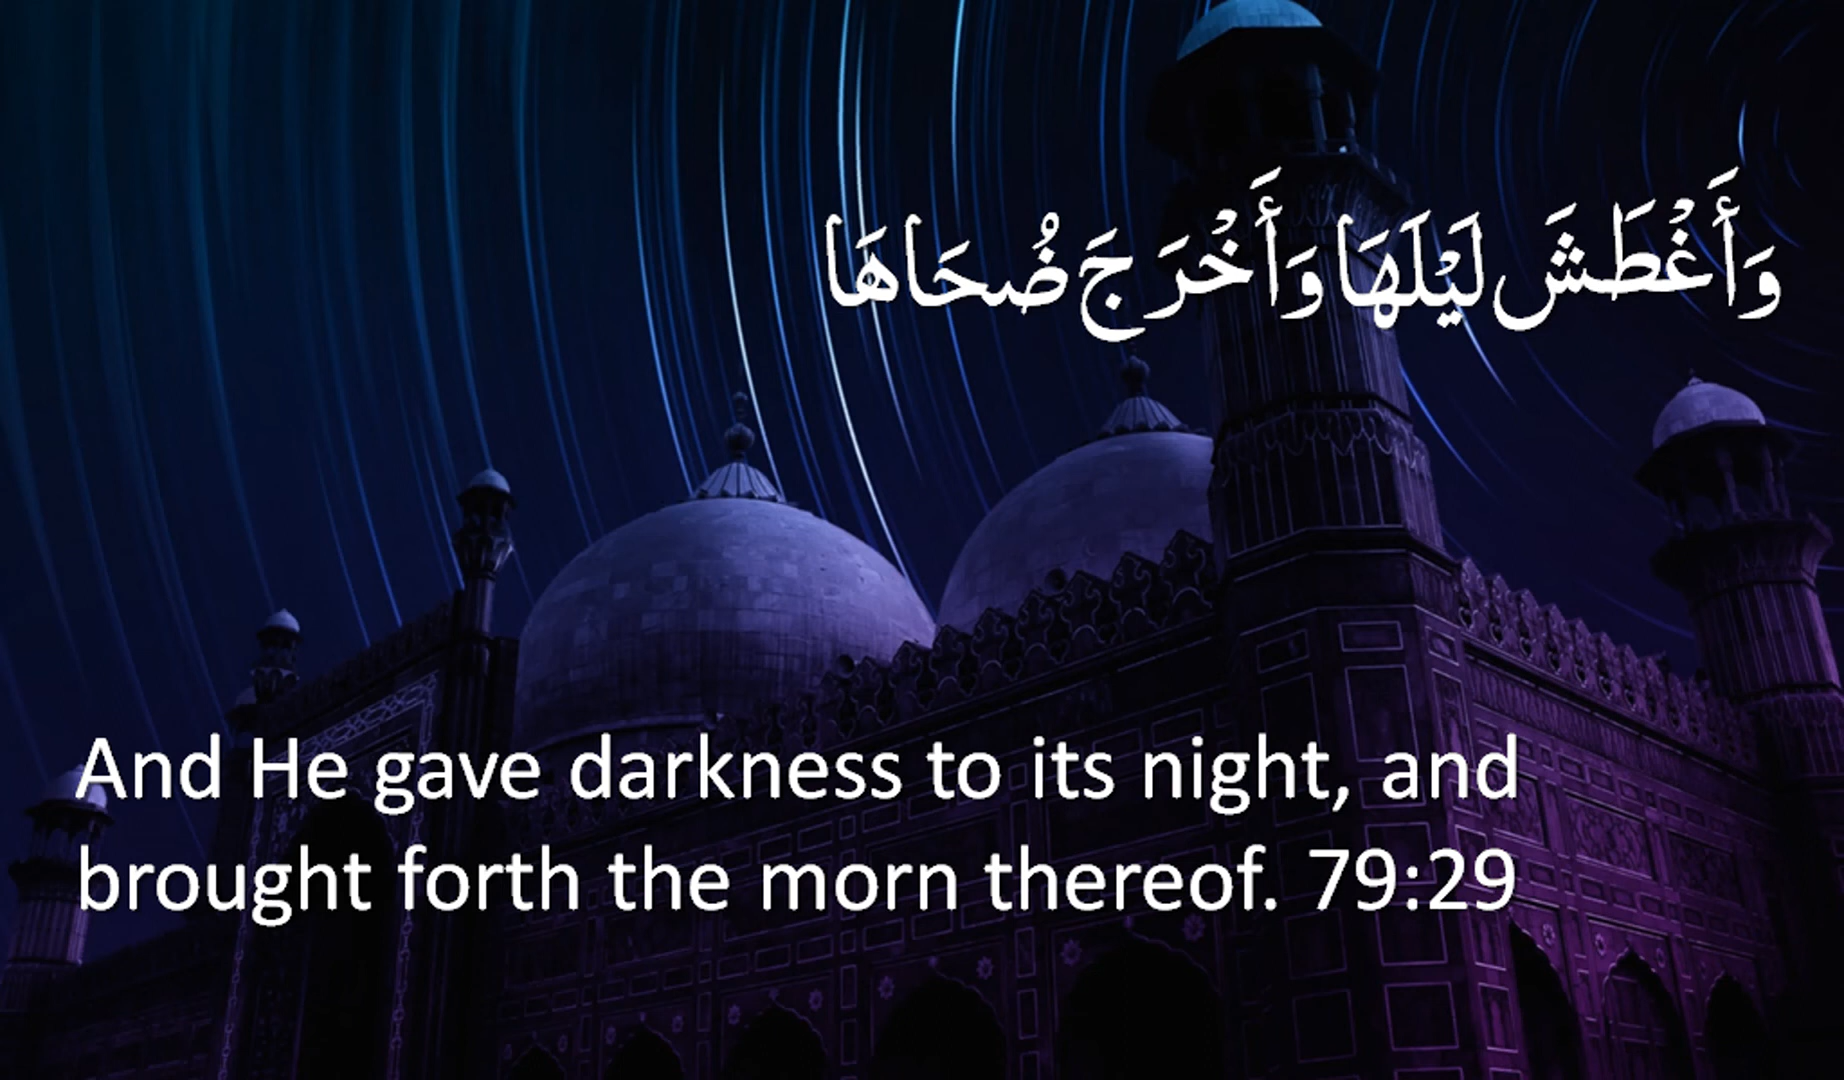 وَأَغْطَشَ لَيْلَهَا وَأَخْرَجَ ضُحَاهَا
And He gave darkness to its night, and
brought forth the morn thereof. 79:29